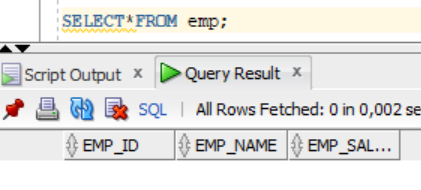 SELECT*FROM emp;
Script Output x Query Result x
SQL | All Rows Fetched: 0 in 0,002 se
EMP_ID EMP_NAME EMP_SAL...